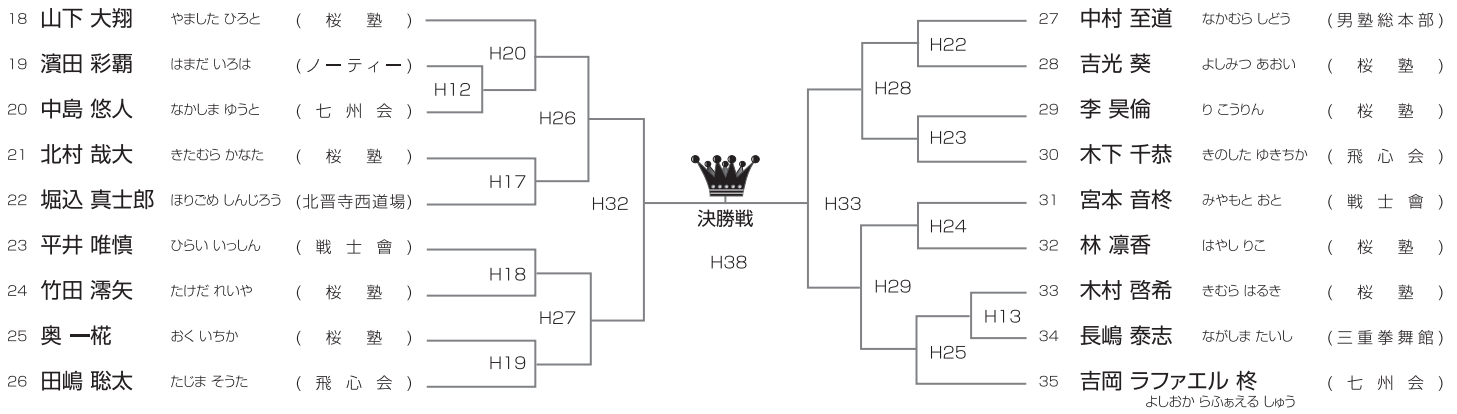 18 山下 大翔 やました ひろと ( 桜 塾 )
19 濱田 彩覇 はまだ いろは (ノーティー)
20 中島 悠人 なかしま ゆうと ( 七 州 会 )
21 北村 哉大 きたむら かなた ( 桜 塾 )
22 堀込 真士郎 ほりごめ しんじろう (北晋寺西道場)
23 平井 唯慎 ひらい いっしん ( 戦 士 會 )
24 竹田 澪矢 たけだ れいや ( 桜 塾 )
25 奥 一椛 おく いちか ( 桜 塾 )
26 田嶋 聡太 たじま そうた ( 飛 心 会 )
H20
H12
H26
H17
H32
H18
H27
H19
決勝戦
H38
H22
H28
H23
H33
H24
H29
H13
H25
27 中村 至道 なかむら しどう (男塾総本部)
28 吉光 葵 よしみつ あおい ( 桜 塾 )
29 李 昊倫 り こうりん ( 桜 塾 )
30 木下 千恭 きのした ゆきちか ( 飛 心 会 )
31 宮本 音柊 みやもと おと ( 戦 士 會 )
32 林 凛香 はやし りこ ( 桜 塾 )
33 木村 啓希 きむら はるき ( 桜 塾 )
34 長嶋 泰志 ながしま たいし (三重拳舞館)
35 吉岡 ラファエル 柊 ( 七 州 会 )
よしおか らふぁえる しゅう